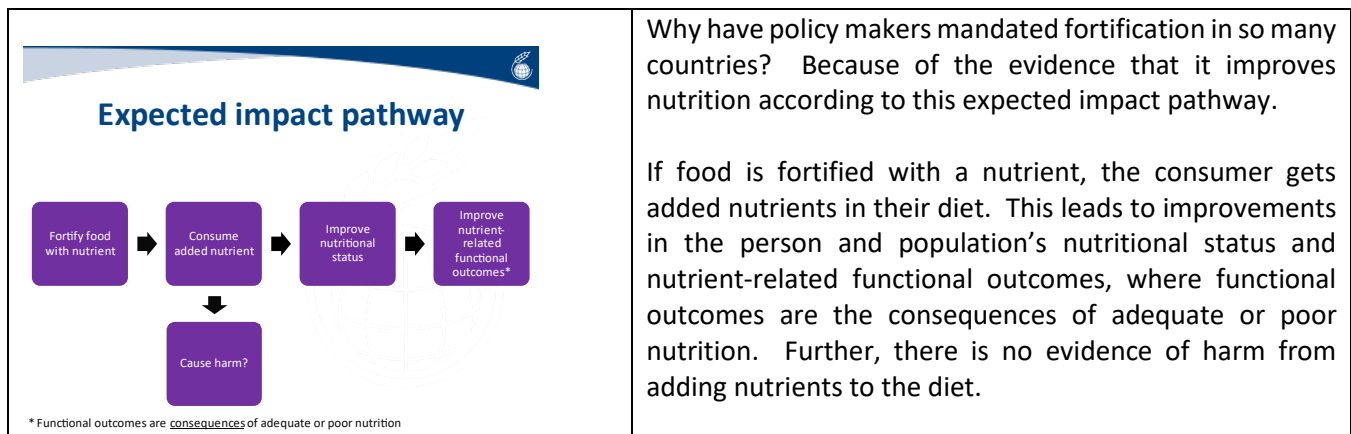 Expected impact pathway
Fortify food
with nutrient
Consume
added nutrient
Improve
nutritional
status
Improve
nutrient-
related
functional
outcomes*
Cause harm?
* Functional outcomes are consequences of adequate or poor nutrition
Why have policy makers mandated fortification in so many
countries? Because of the evidence that it improves
nutrition according to this expected impact pathway.
If food is fortified with a nutrient, the consumer gets
added nutrients in their diet. This leads to improvements
in the person and population's nutritional status and
nutrient-related functional outcomes, where functional
outcomes are the consequences of adequate or poor
nutrition. Further, there is no evidence of harm from
adding nutrients to the diet.